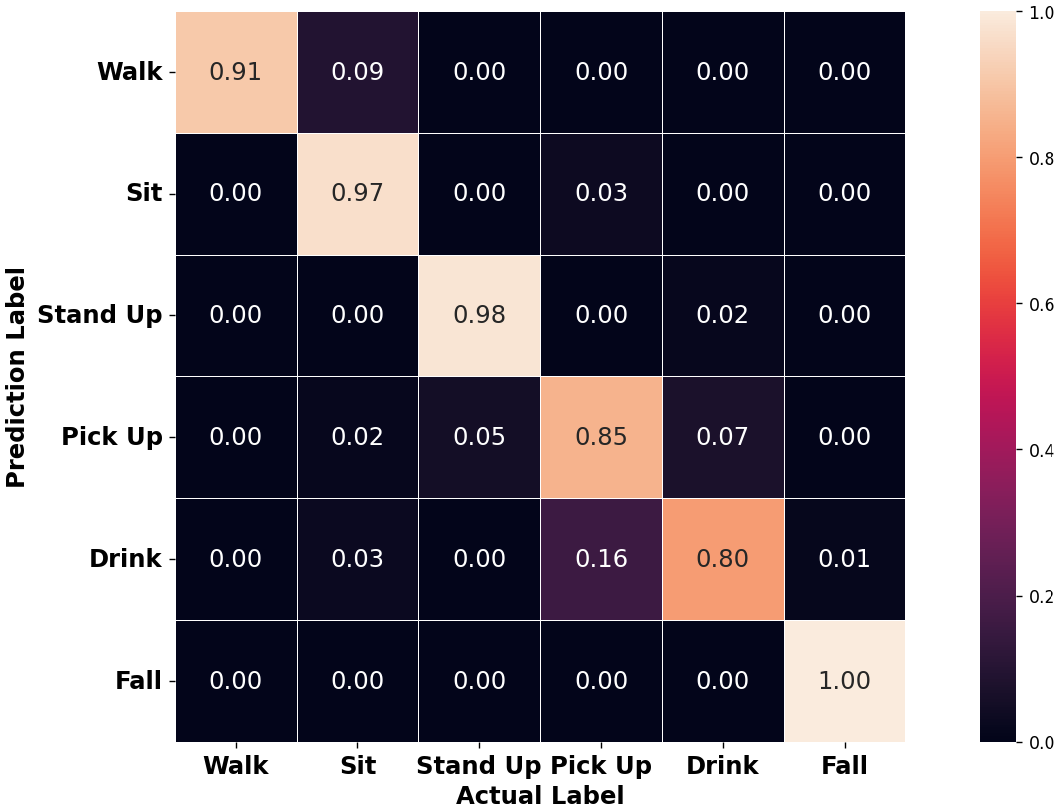 Prediction Label
Walk 0.91 0.09 0.00 0.00 0.00 0.00
Sit 0.00 0.97 0.00 0.03 0.00 0.00
Stand Up 0.00 0.00 0.98 0.00 0.02 0.00
Pick Up 0.00 0.02 0.05 0.85 0.07 0.00
Drink 0.00 0.03 0.00 0.16 0.80 0.01
Fall 0.00 0.00 0.00 0.00 0.00 1.00
Walk Sit Stand Up Pick Up Drink Fall
Actual Label
1.0
0.8
0.6
0.4
0.2
0.0